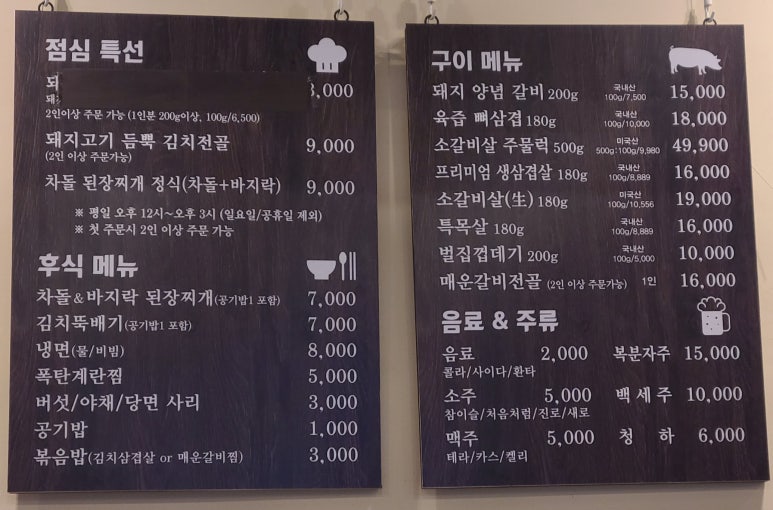 점심 특선
2인이상 주문 가능 (1인분 200g이상, 100g/6,500)
돼지고기 듬뿍 김치전골 9,000
(2인 이상 주문가능)
차돌 된장찌개 정식(차돌+바지락) 9,000
※ 평일 오후 12시~오후 3시 (일요일/공휴일 제외)
※ 첫 주문시 2인 이상 주문 가능
후식 메뉴
차돌&바지락 된장찌개(공기밥1 포함) 7,000
김치뚝배기(공기밥1 포함) 7,000
냉면(물/비빔) 8,000
폭탄계란찜 5,000
버섯/야채/당면 사리 3,000
공기밥 1,000
볶음밥(김치삼겹살 or 매운갈비찜) 3,000
구이 메뉴
돼지 양념 갈비 200g 국내산 100g/7,500 15,000
육즙 뼈삼겹 180g 국내산 100g/10,000 18,000
소갈비살 주물럭 500g 미국산 500g:100g/9,980 49,900
프리미엄 생삼겹살 180g 국내산 100g/8,889 16,000
소갈비살(生) 180g 미국산 100g/10,556 19,000
특목살 180g 국내산 100g/8,889 16,000
벌집껍데기 200g 국내산 100g/5,000 10,000
매운갈비전골 (2인 이상 주문가능) 1인 16,000
음료 & 주류
음료 2,000 복분자주 15,000
콜라/사이다/환타
소주 5,000 백세주 10,000
참이슬/처음처럼/진로/새로
맥주 5,000 청하 6,000
테라/카스/켈리